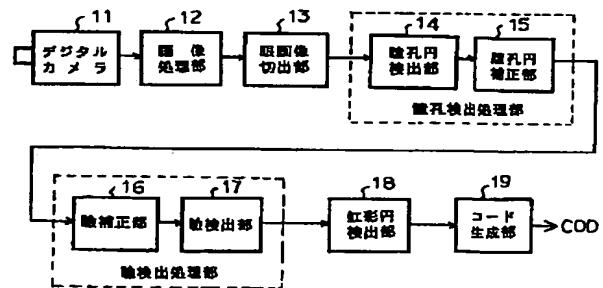 11
デジタル
カメラ
12
画像
処理部
13
眼画像
切出部
14
瞳孔円
検出部
15
瞳孔円
補正部
瞳孔検出処理部
16
瞼補正部
17
瞼検出部
瞼検出処理部
18
虹彩円
検出部
19
コード
生成部
COD